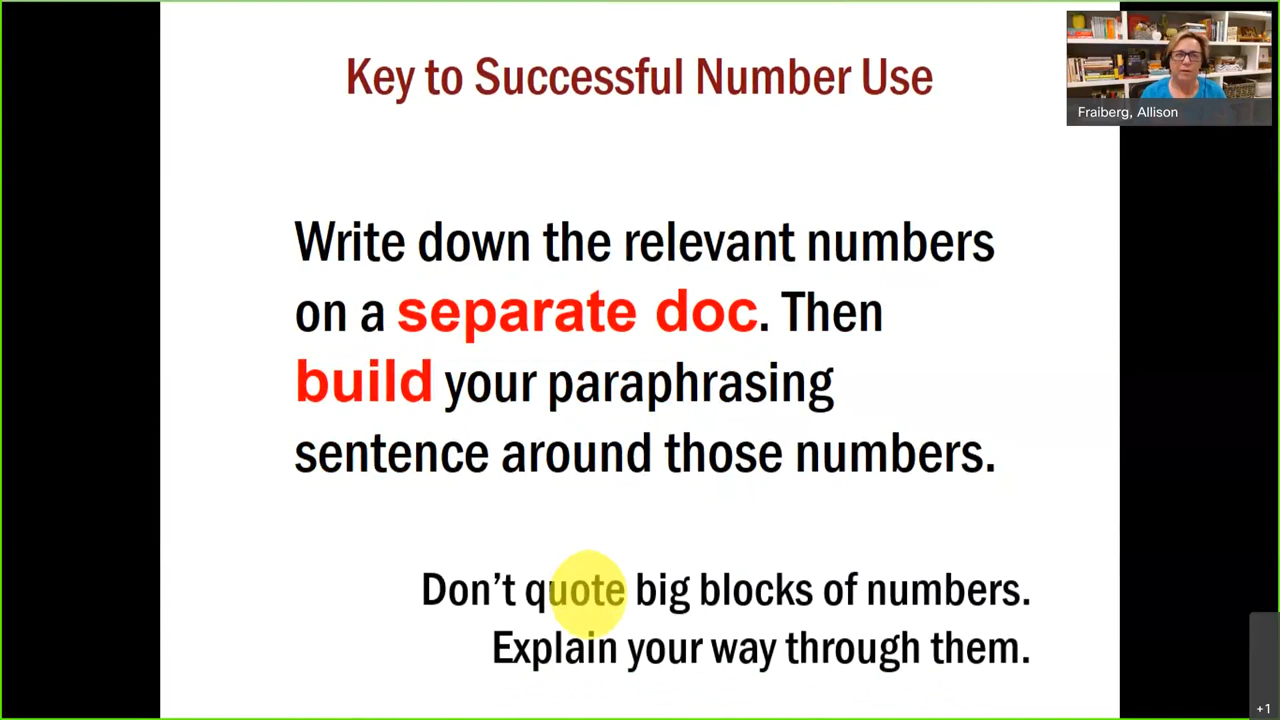 Key to Successful Number Use
Fraiberg, Allison
Write down the relevant numbers
on a separate doc. Then
build your paraphrasing
sentence around those numbers.
Don’t quote big blocks of numbers.
Explain your way through them.
+1